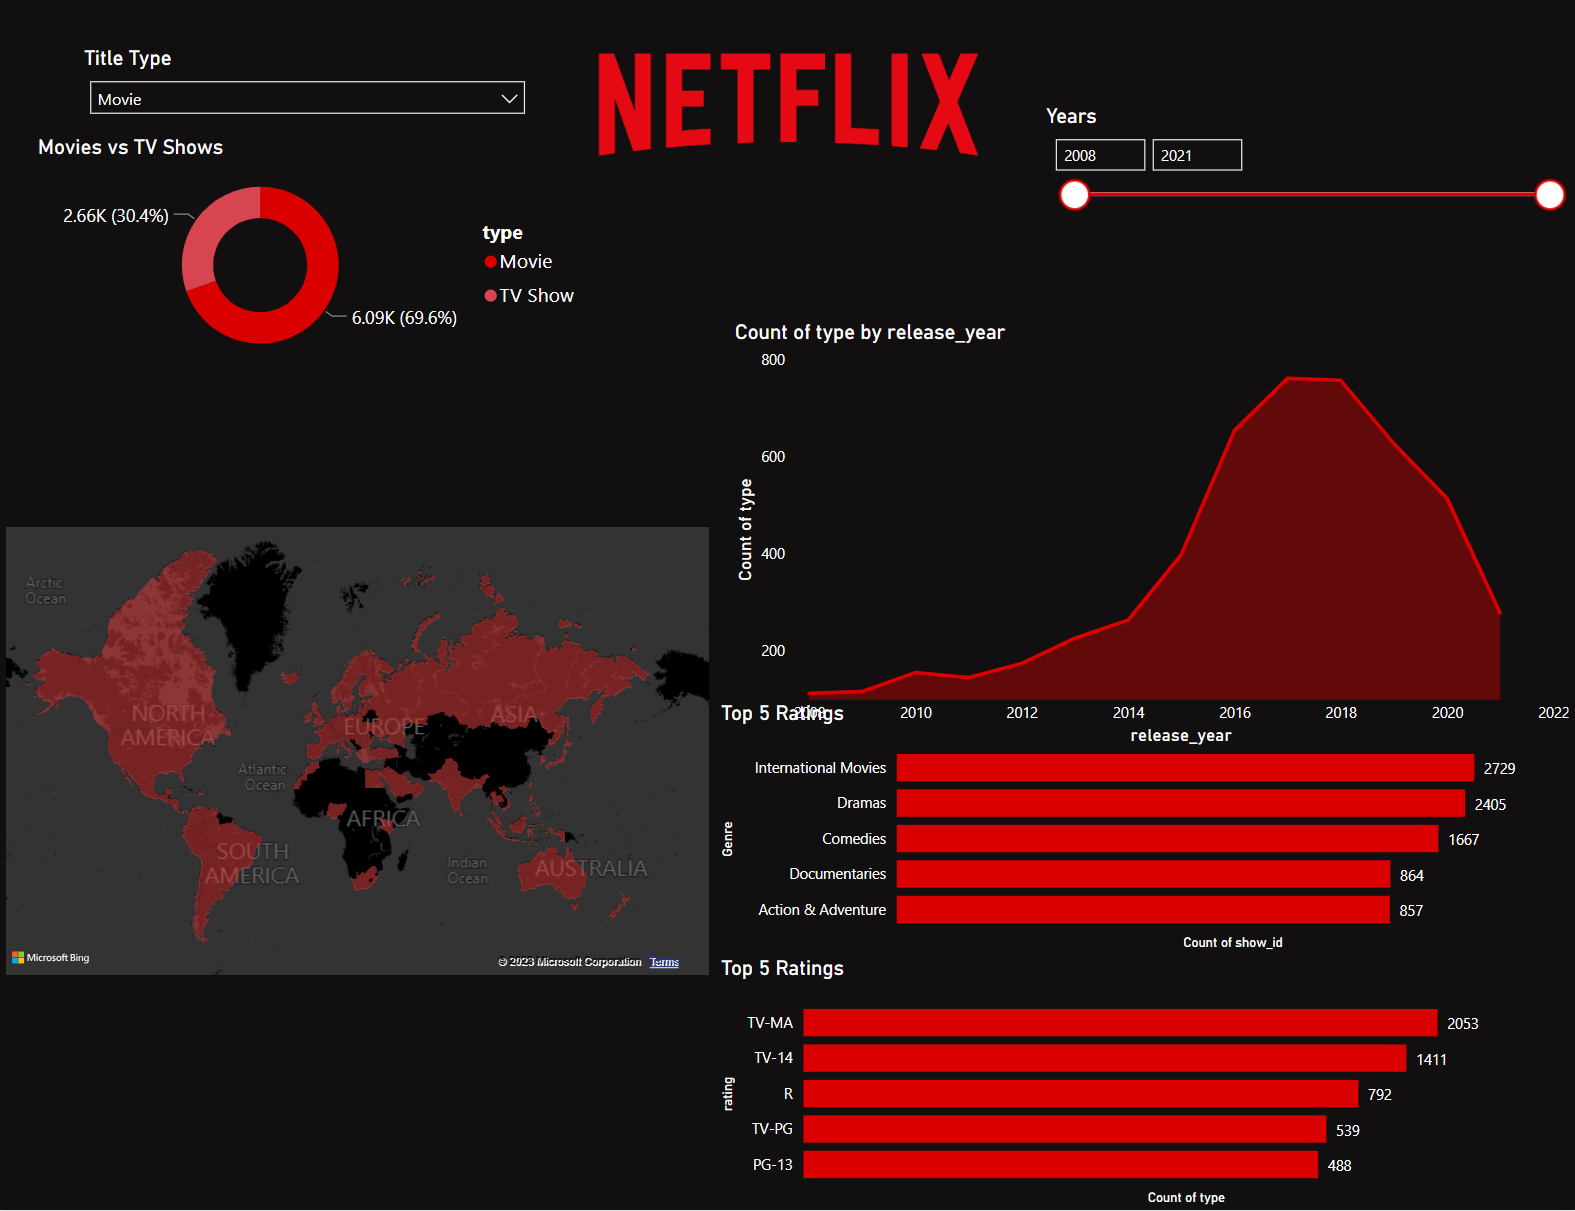 Title Type
Movie
NETFLIX
Years
2008
2021
Movies vs TV Shows
2.66K (30.4%)
6.09K (69.6%)
type
Movie
TV Show
Count of type by release_year
800
600
400
200
Count of type
2008
2010
2012
2014
2016
2018
2020
2022
release_year
Arctic
Ocean
NORTH
AMERICA
EUROPE
ASIA
Atlantic
Ocean
AFRICA
SOUTH
AMERICA
Indian
Ocean
AUSTRALIA
Microsoft Bing
© 2023 Microsoft Corporation
Terms
Top 5 Ratings
Genre
International Movies 2729
Dramas 2405
Comedies 1667
Documentaries 864
Action & Adventure 857
Count of show_id
Top 5 Ratings
rating
TV-MA 2053
TV-14 1411
R 792
TV-PG 539
PG-13 488
Count of type